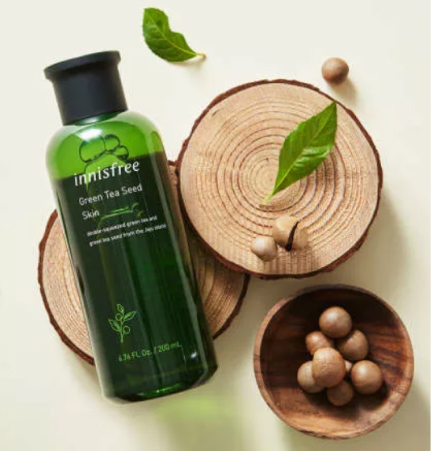 innisfree
Green Tea Seed
Skin
double-squeezed green tea and
green tea seed from the Jeju island
6.76 FL. Oz. / 200 mL